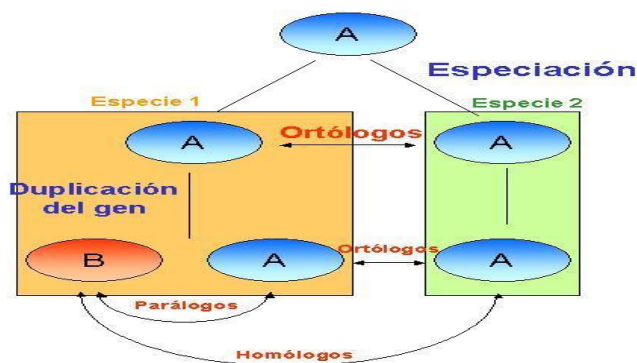 A
Especiación
Especie 1
Especie 2
A
Ortólogos
A
Duplicación
del gen
B
A
Ortólogos
A
Parálogos
Homólogos